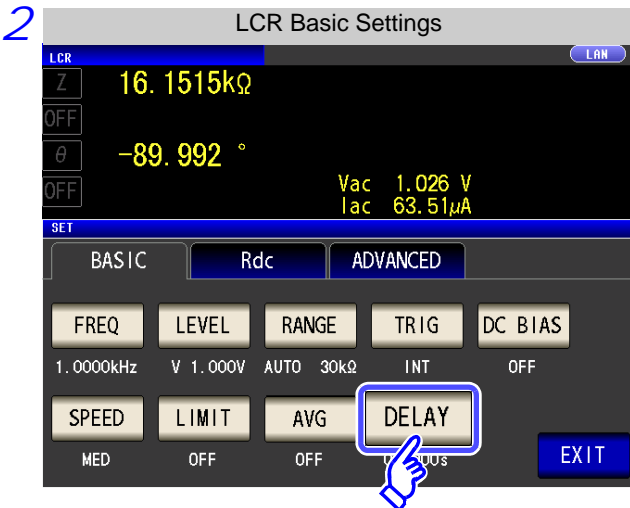 2
LCR Basic Settings
LCR LAN
Z 16.1515kΩ
OFF
θ -89.992 °
OFF
Vac 1.026 V
Iac 63.51μA
SET
BASIC Rdc ADVANCED
FREQ LEVEL RANGE TRIG DC BIAS
1.0000kHz V 1.000V AUTO 30kΩ INT OFF
SPEED LIMIT AVG DELAY
MED OFF OFF
EXIT